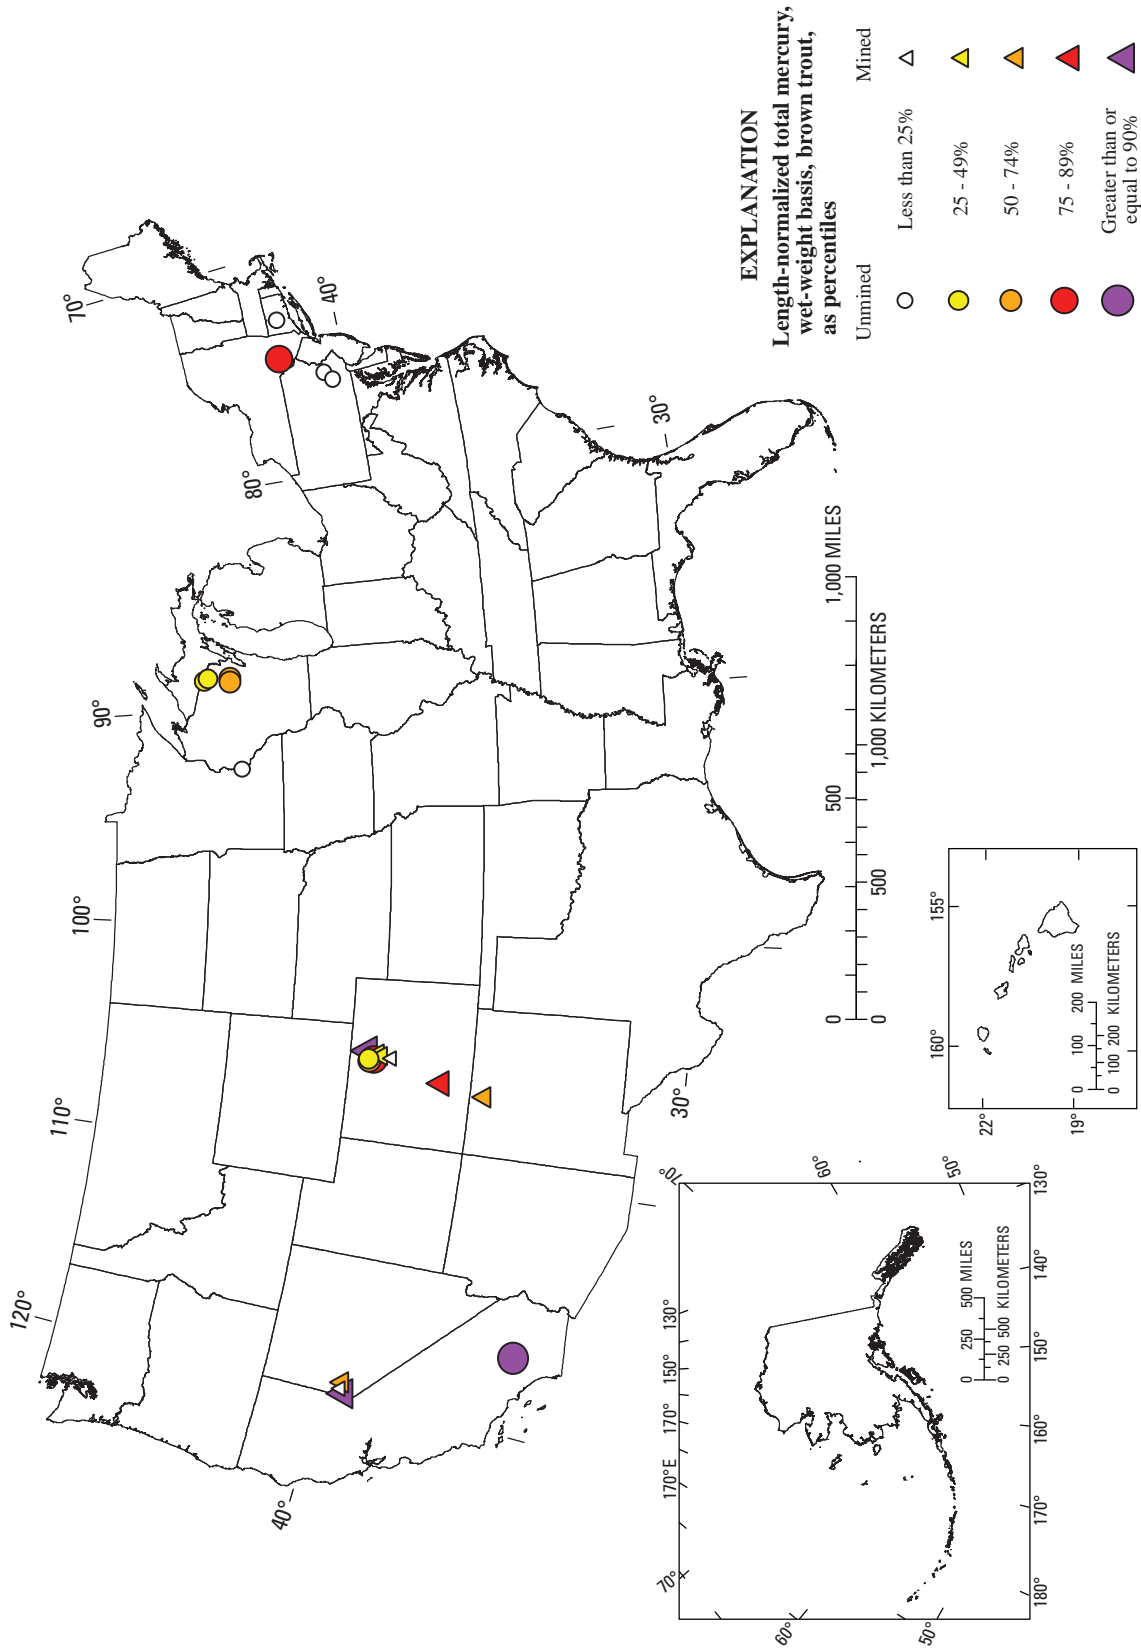 EXPLANATION
Length-normalized total mercury,
wet-weight basis, brown trout,
as percentiles
Unmined
Mined
Less than 25%
25 - 49%
50 - 74%
75 - 89%
Greater than or
equal to 90%
120°
110°
100°
90°
80°
70°
40°
40°
30°
30°
0
500
1,000 MILES
0
500
1,000 KILOMETERS
70°
170°E
170°
150°
130°
70°
60°
60°
50°
50°
180°
170°
160°
150°
140°
130°
0
250
500 MILES
0
250
500 KILOMETERS
160°
155°
22°
19°
0
100
200 MILES
0
100
200 KILOMETERS